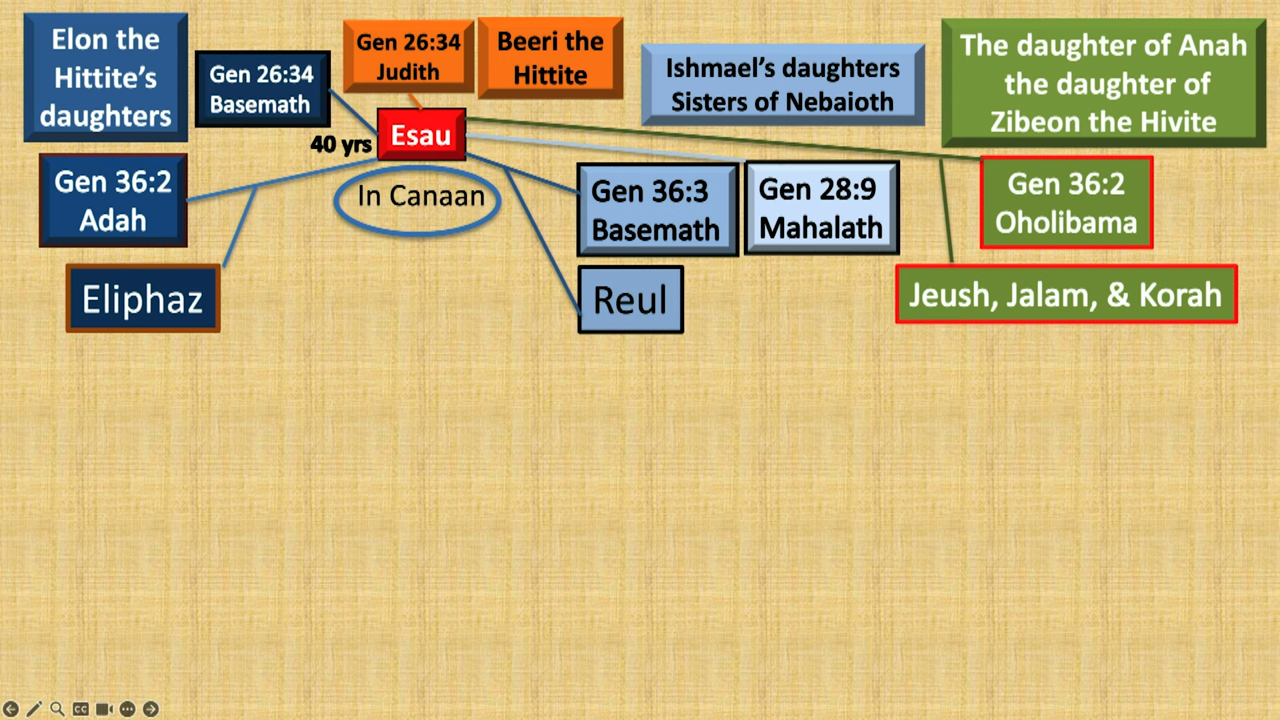 Elon the
Hittite's
daughters
Gen 26:34
Basemath
Gen 26:34
Judith
Beeri the
Hittite
Ishmael's daughters
Sisters of Nebaioth
The daughter of Anah
the daughter of
Zibeon the Hivite
40 yrs
Esau
In Canaan
Gen 36:2
Adah
Gen 36:3
Basemath
Gen 28:9
Mahalath
Gen 36:2
Oholibama
Eliphaz
Reul
Jeush, Jalam, & Korah
CC